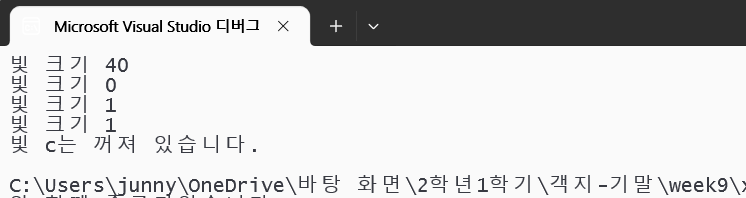 Microsoft Visual Studio 디버그
빛 크기 40
빛 크기 0
빛 크기 1
빛 크기 1
빛 c는 꺼져 있습니다.
C:\Users\junny\OneDrive\바탕 화면\2학년1학기\객지-기말\week9\